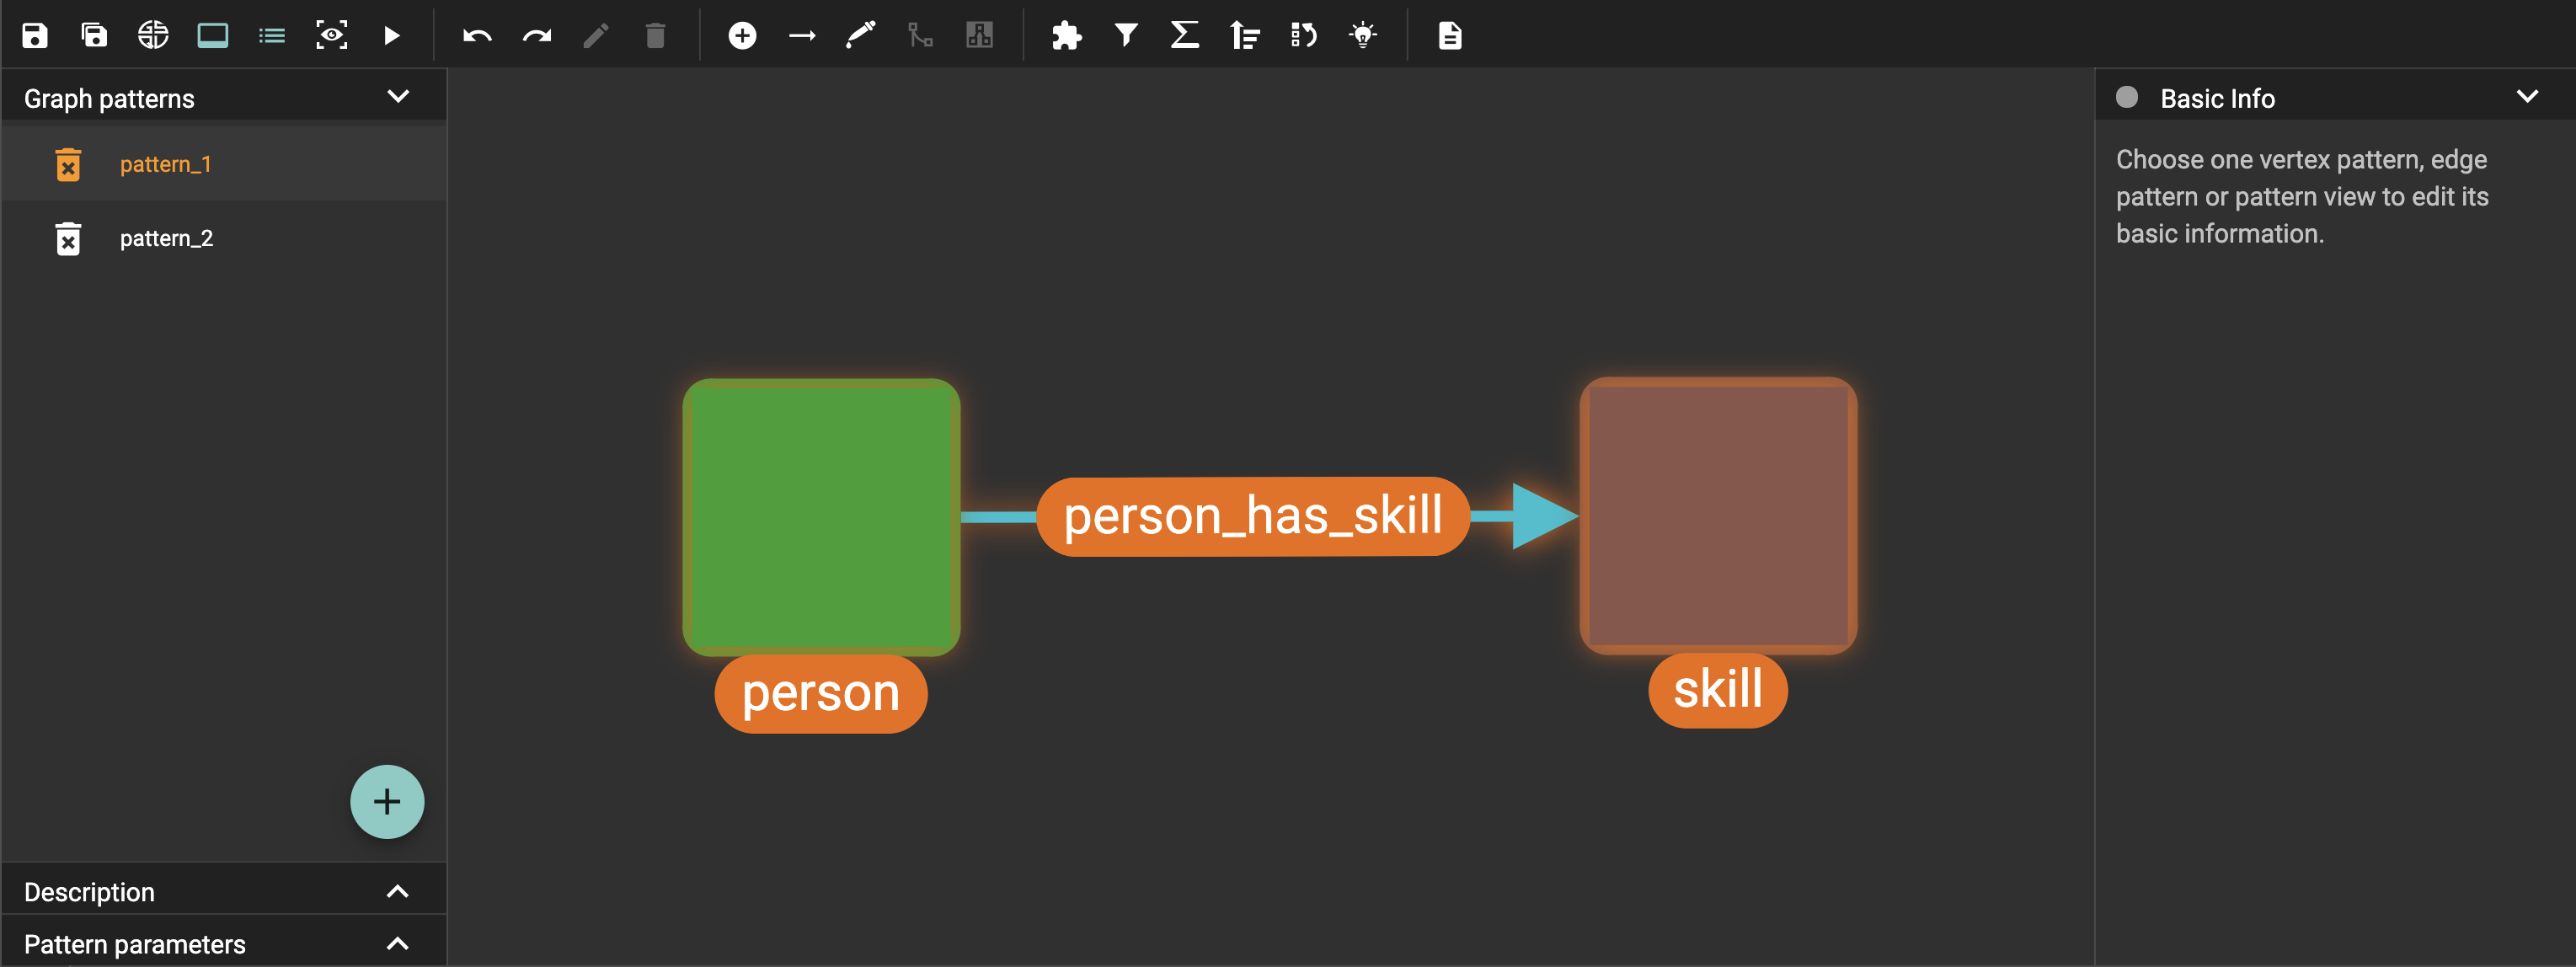 Graph patterns
pattern_1
pattern_2
Description
Pattern parameters
person_has_skill
person
skill
Basic Info
Choose one vertex pattern, edge
pattern or pattern view to edit its
basic information.